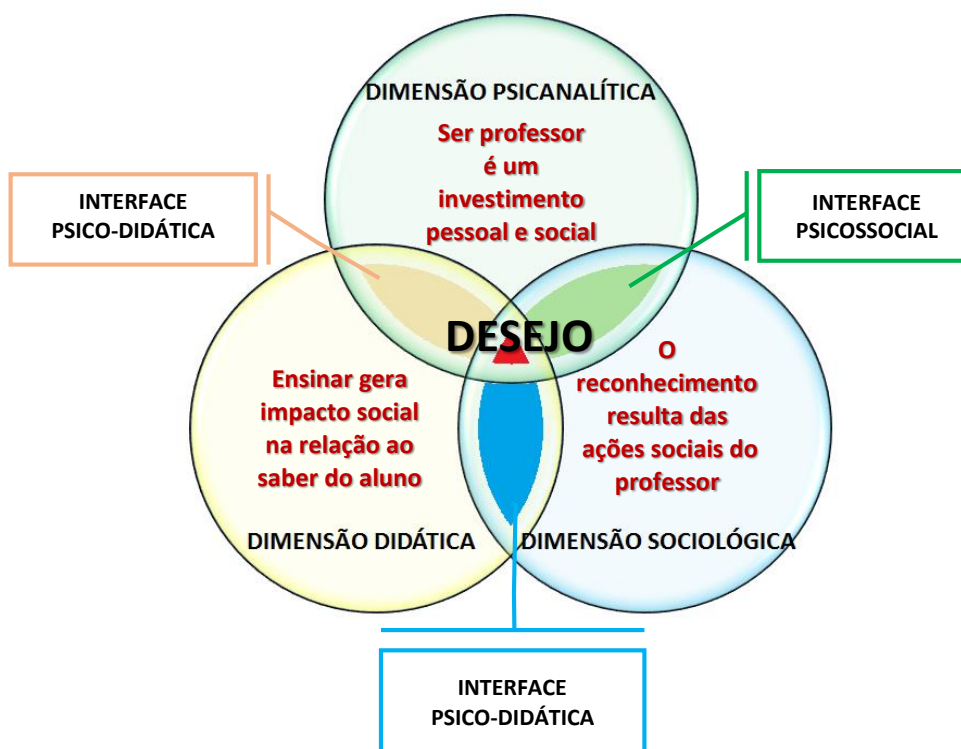 DIMENSÃO PSICANALÍTICA
Ser professor
é um
investimento
pessoal e social
INTERFACE
PSICO-DIDÁTICA
INTERFACE
PSICOSSOCIAL
DESEJO
Ensinar gera
impacto social
na relação ao
saber do aluno
O
reconhecimento
resulta das
ações sociais do
professor
DIMENSÃO DIDÁTICA
DIMENSÃO SOCIOLÓGICA
INTERFACE
PSICO-DIDÁTICA